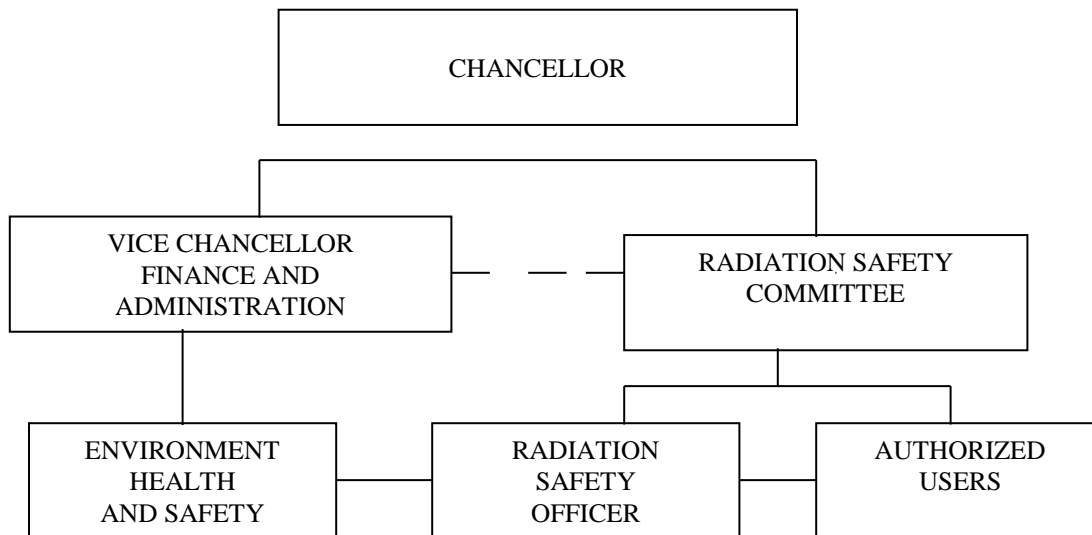 CHANCELLOR
VICE CHANCELLOR
FINANCE AND
ADMINISTRATION
RADIATION SAFETY
COMMITTEE
ENVIRONMENT
HEALTH
AND SAFETY
RADIATION
SAFETY
OFFICER
AUTHORIZED
USERS